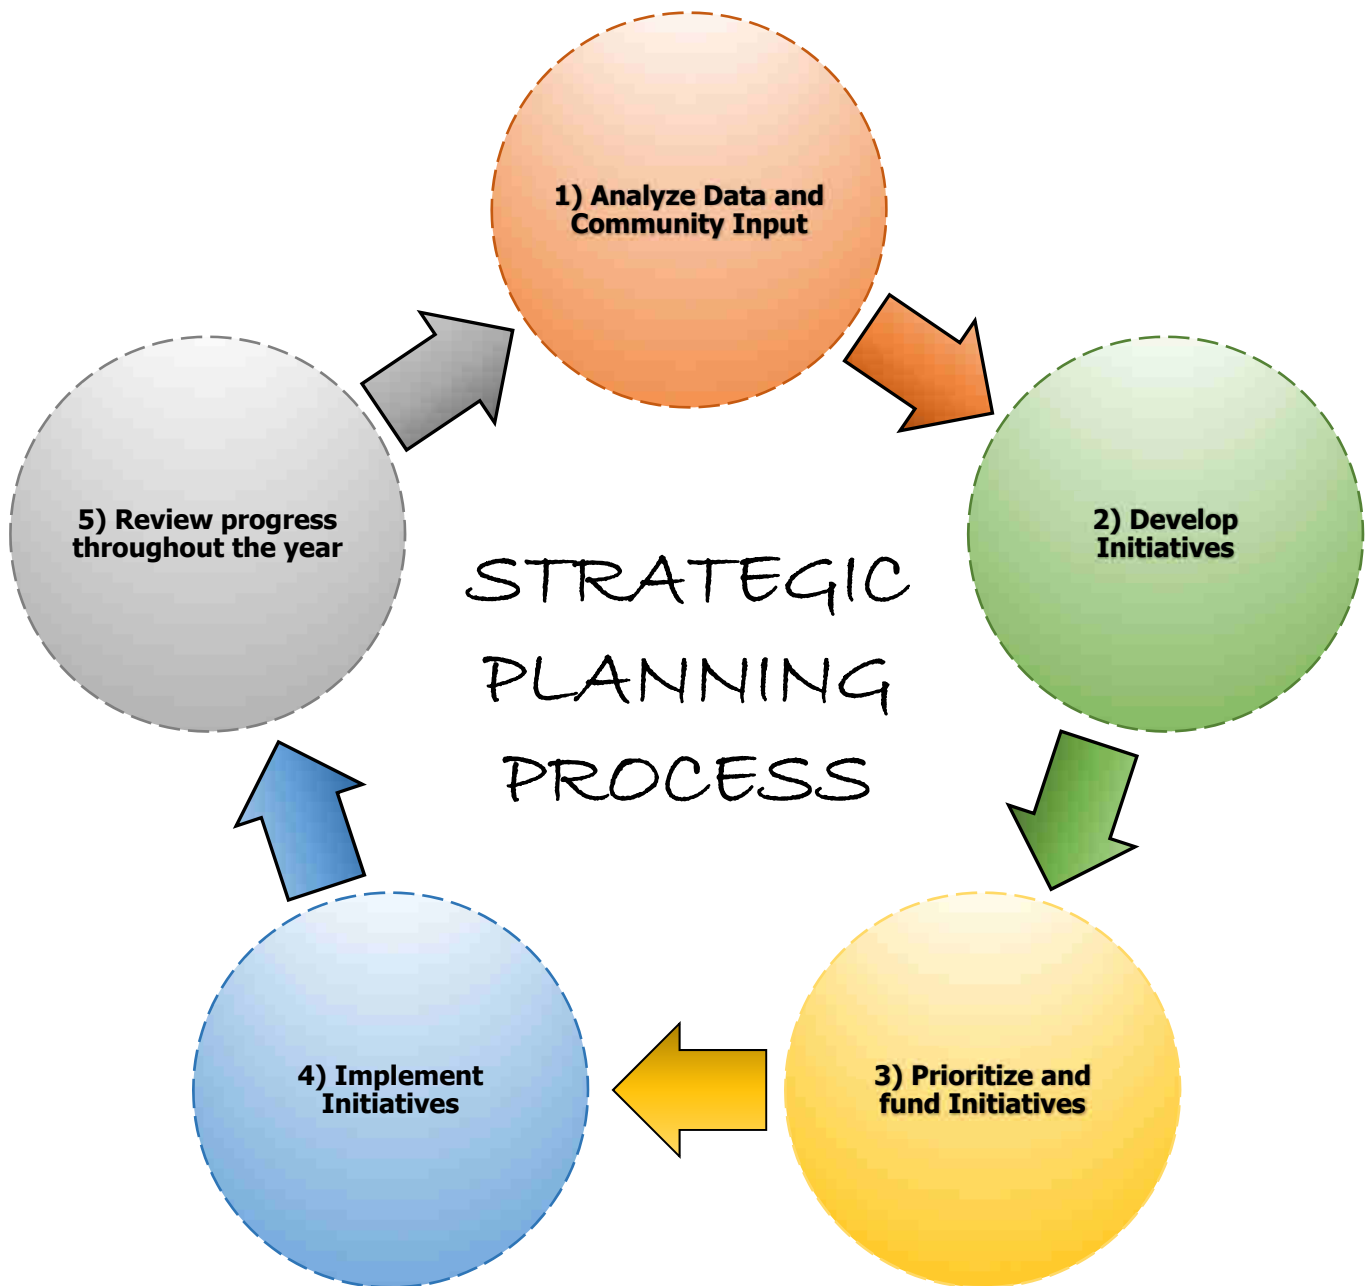 1) Analyze Data and
Community Input
2) Develop
Initiatives
3) Prioritize and
fund Initiatives
4) Implement
Initiatives
5) Review progress
throughout the year
STRATEGIC
PLANNING
PROCESS